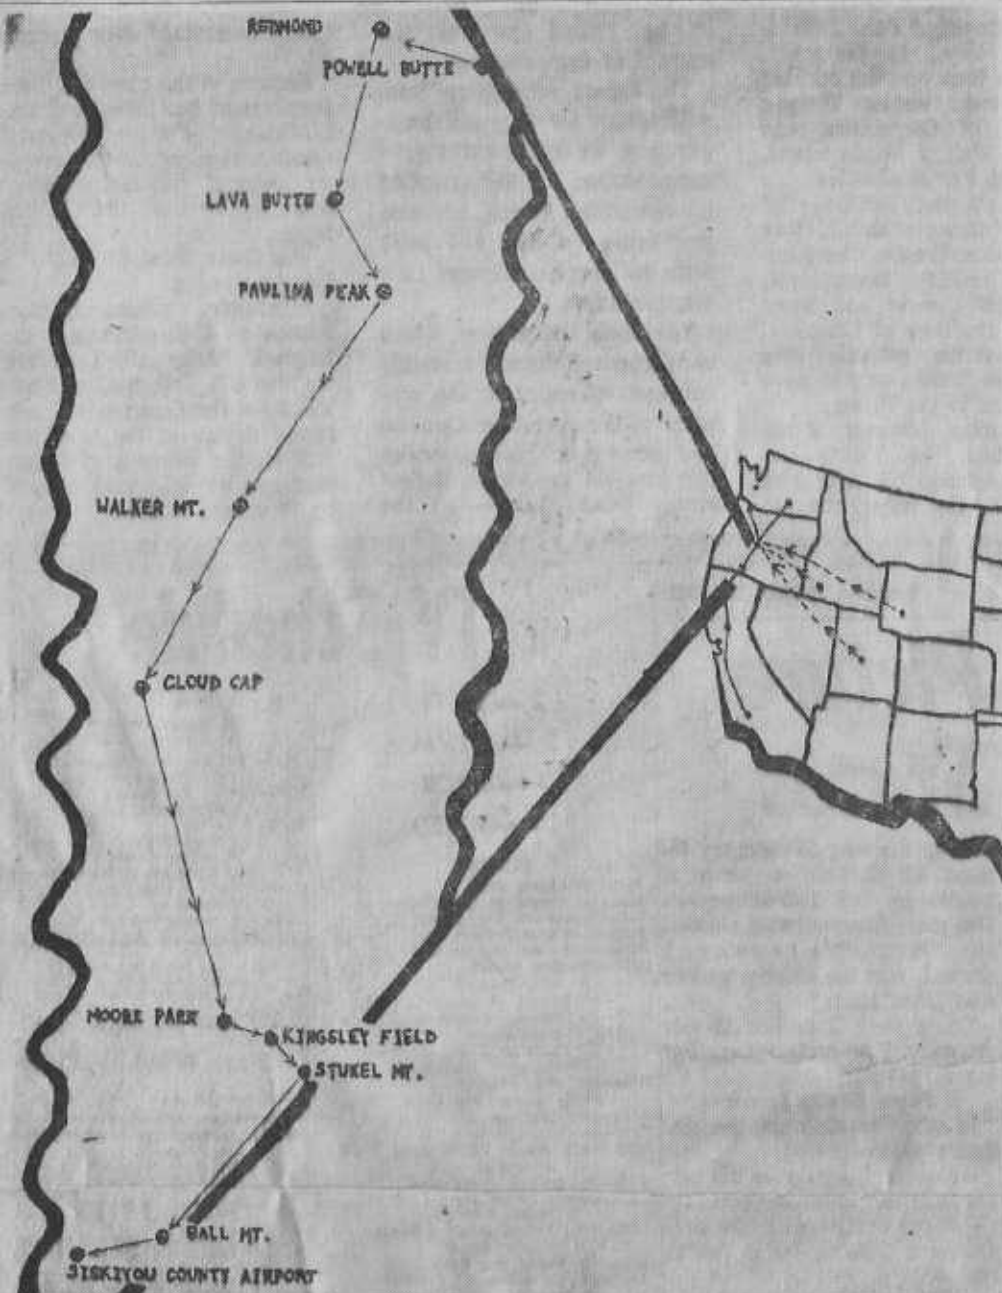 REDMOND
POWELL BUTTE
LAVA BUTTE
PAULINA PEAK
WALKER MT.
CLOUD CAP
MOORE PARK
KINGSLEY FIELD
STUKEL MT.
BALL MT.
SISKIYOU COUNTY AIRPORT